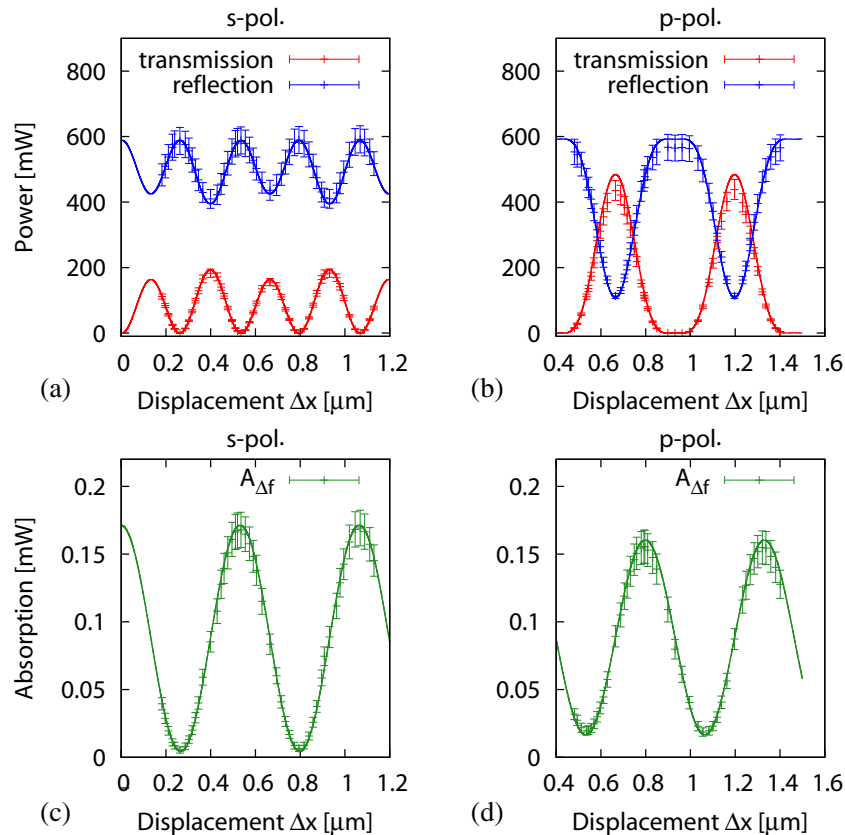 s-pol.
transmission
reflection
Power [mW]
800
600
400
200
0
0 0.2 0.4 0.6 0.8 1 1.2
(a)
Displacement Δx [μm]
p-pol.
transmission
reflection
800
600
400
200
0
0.4 0.6 0.8 1.0 1.2 1.4 1.6
(b)
Displacement Δx [μm]
s-pol.
A_Δf
Absorption [mW]
0.2
0.15
0.1
0.05
0
0 0.2 0.4 0.6 0.8 1 1.2
(c)
Displacement Δx [μm]
p-pol.
A_Δf
0.2
0.15
0.1
0.05
0
0.4 0.6 0.8 1.0 1.2 1.4 1.6
(d)
Displacement Δx [μm]